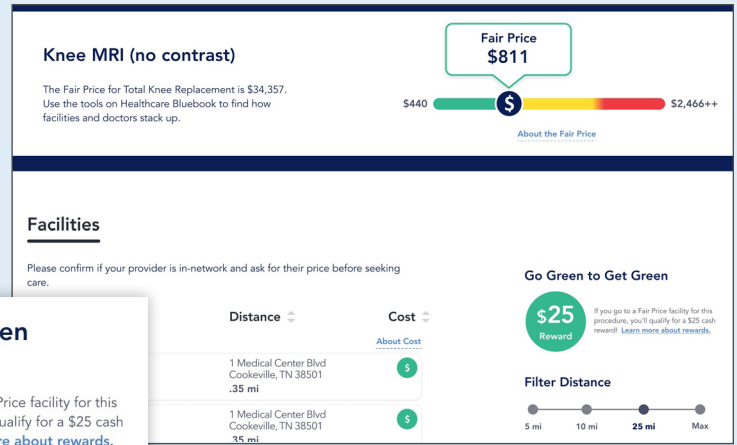 Knee MRI (no contrast)
The Fair Price for Total Knee Replacement is $34,357.
Use the tools on Healthcare Bluebook to find how
facilities and doctors stack up.
Fair Price
$811
$440
$
$2,466++
About the Fair Price
Facilities
Please confirm if your provider is in-network and ask for their price before seeking
care.
Distance
Cost
About Cost
1 Medical Center Blvd
Cookeville, TN 38501
.35 mi
$
1 Medical Center Blvd
Cookeville, TN 38501
.35 mi
$
Go Green to Get Green
$25
Reward
If you go to a Fair Price facility for this
procedure, you'll qualify for a $25 cash
reward! Learn more about rewards.
Filter Distance
5 mi 10 mi 25 mi Max
en
Price facility for this
ualify for a $25 cash
re about rewards.